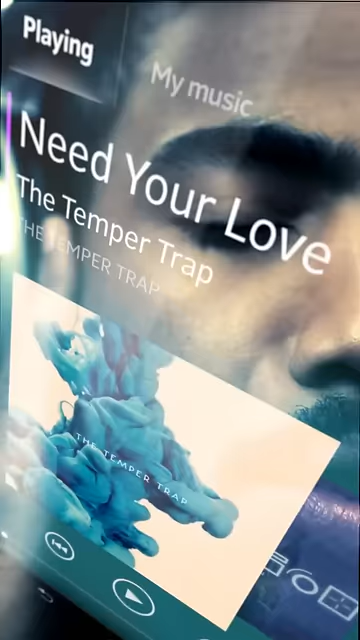 Playing
My music
Need Your Love
The Temper Trap
THE TEMPER TRAP
THE TEMPER TRAP